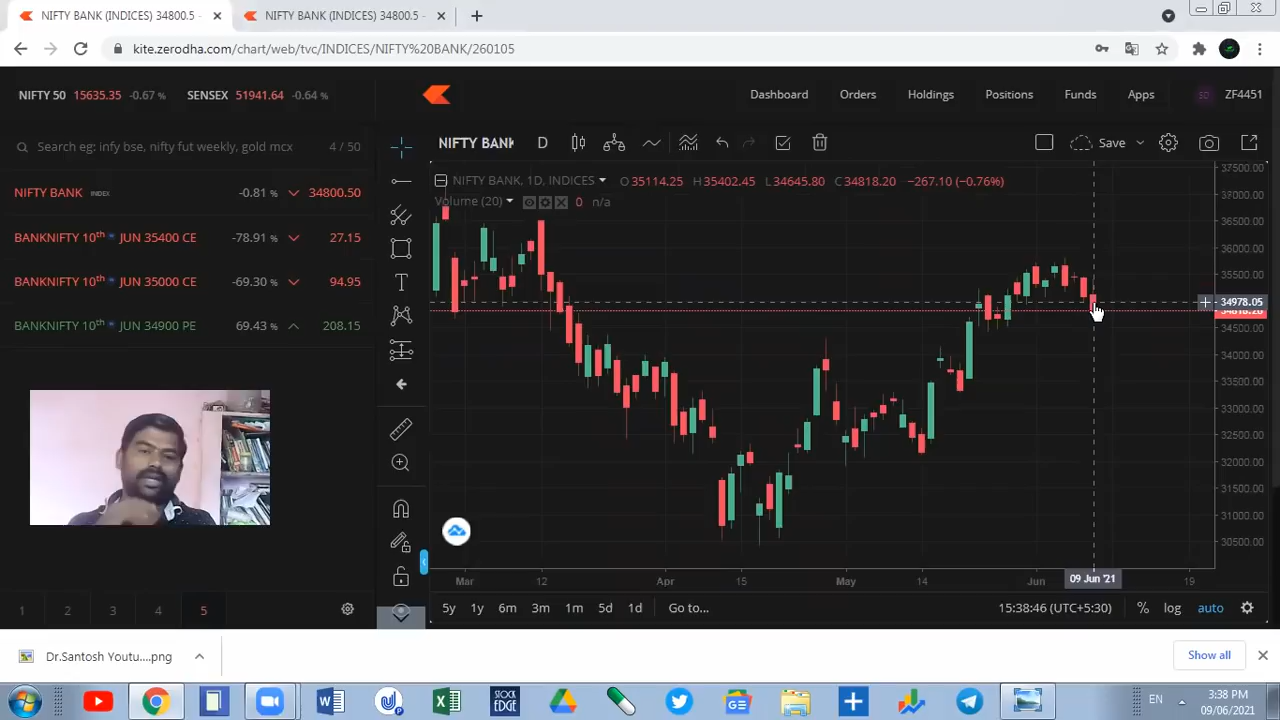 NIFTY BANK (INDICES) 34800.5 - × NIFTY BANK (INDICES) 34800.5 - × +
kite.zerodha.com/chart/web/tvc/INDICES/NIFTY%20BANK/260105
NIFTY 50 15635.35 -0.67 % SENSEX 51941.64 -0.64 %
Dashboard Orders Holdings Positions Funds Apps SD ZF4451
Search eg: infy bse, nifty fut weekly, gold mcx 4 / 50
NIFTY BANK INDEX -0.81 % 34800.50
BANKNIFTY 10th JUN 35400 CE -78.91 % 27.15
BANKNIFTY 10th JUN 35000 CE -69.30 % 94.95
BANKNIFTY 10th JUN 34900 PE 69.43 % 208.15
1 2 3 4 5
NIFTY BANK D Save
NIFTY BANK, 1D, INDICES O35114.25 H35402.45 L34645.80 C34818.20 −267.10 (−0.76%)
Volume (20) 0 n/a
37500.00
37000.00
36500.00
36000.00
35500.00
34978.05
34818.20
34500.00
34000.00
33500.00
33000.00
32500.00
32000.00
31500.00
31000.00
30500.00
Mar 12 Apr 15 May 14 Jun 09 Jun '21 19
5y 1y 6m 3m 1m 5d 1d Go to... 15:38:46 (UTC+5:30) % log auto
Dr.Santosh Youtu....png Show all
STOCK EDGE
EN 3:38 PM
09/06/2021